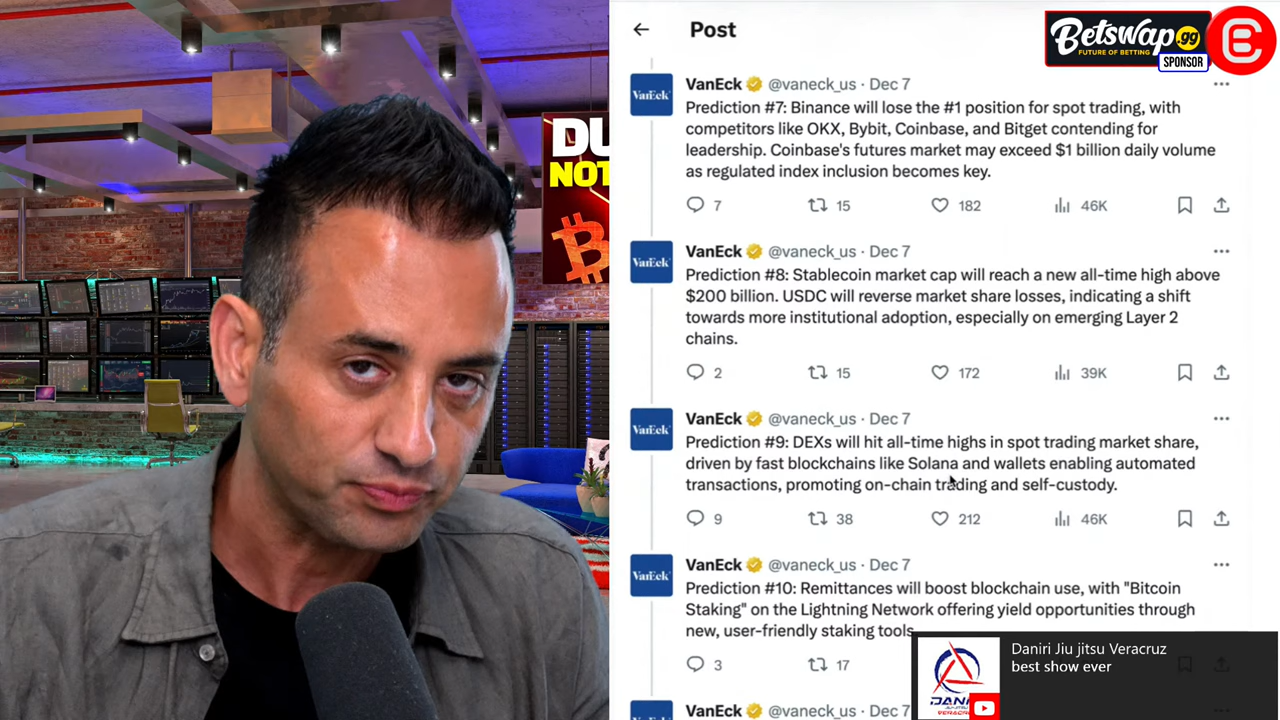 DU
NOT
Post
Betswap.gg
FUTURE OF BETTING
SPONSOR
VanEck @vaneck_us · Dec 7
Prediction #7: Binance will lose the #1 position for spot trading, with
competitors like OKX, Bybit, Coinbase, and Bitget contending for
leadership. Coinbase's futures market may exceed $1 billion daily volume
as regulated index inclusion becomes key.
7 15 182 46K
VanEck
VanEck @vaneck_us · Dec 7
Prediction #8: Stablecoin market cap will reach a new all-time high above
$200 billion. USDC will reverse market share losses, indicating a shift
towards more institutional adoption, especially on emerging Layer 2
chains.
2 15 172 39K
VanEck
VanEck @vaneck_us · Dec 7
Prediction #9: DEXs will hit all-time highs in spot trading market share,
driven by fast blockchains like Solana and wallets enabling automated
transactions, promoting on-chain trading and self-custody.
9 38 212 46K
VanEck
VanEck @vaneck_us · Dec 7
Prediction #10: Remittances will boost blockchain use, with "Bitcoin
Staking" on the Lightning Network offering yield opportunities through
new, user-friendly staking tools
3 17
VanEck
VanEck @vaneck_us · Dec 7
Daniri Jiu jitsu Veracruz
best show ever